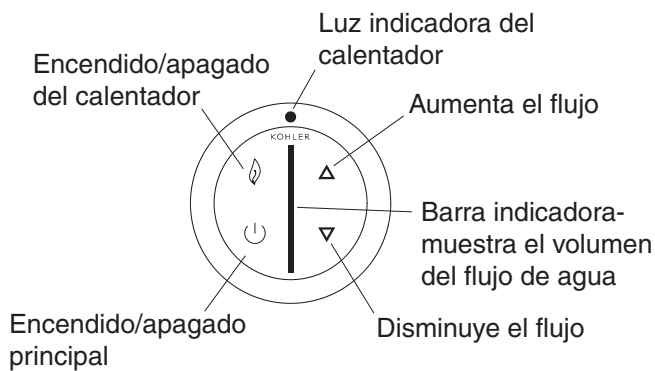 Luz indicadora del
calentador
Encendido/apagado
del calentador
Aumenta el flujo
KOHLER
Barra indicadora-
muestra el volumen
del flujo de agua
Encendido/apagado
principal
Disminuye el flujo